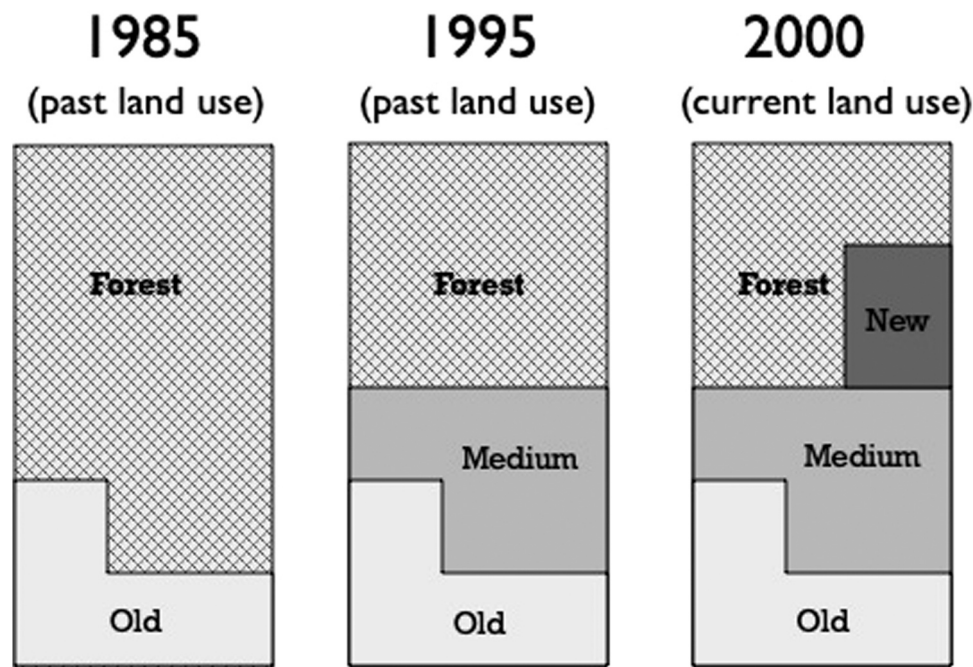 1985
(past land use)
Forest
Old
1995
(past land use)
Forest
Medium
Old
2000
(current land use)
Forest
New
Medium
Old